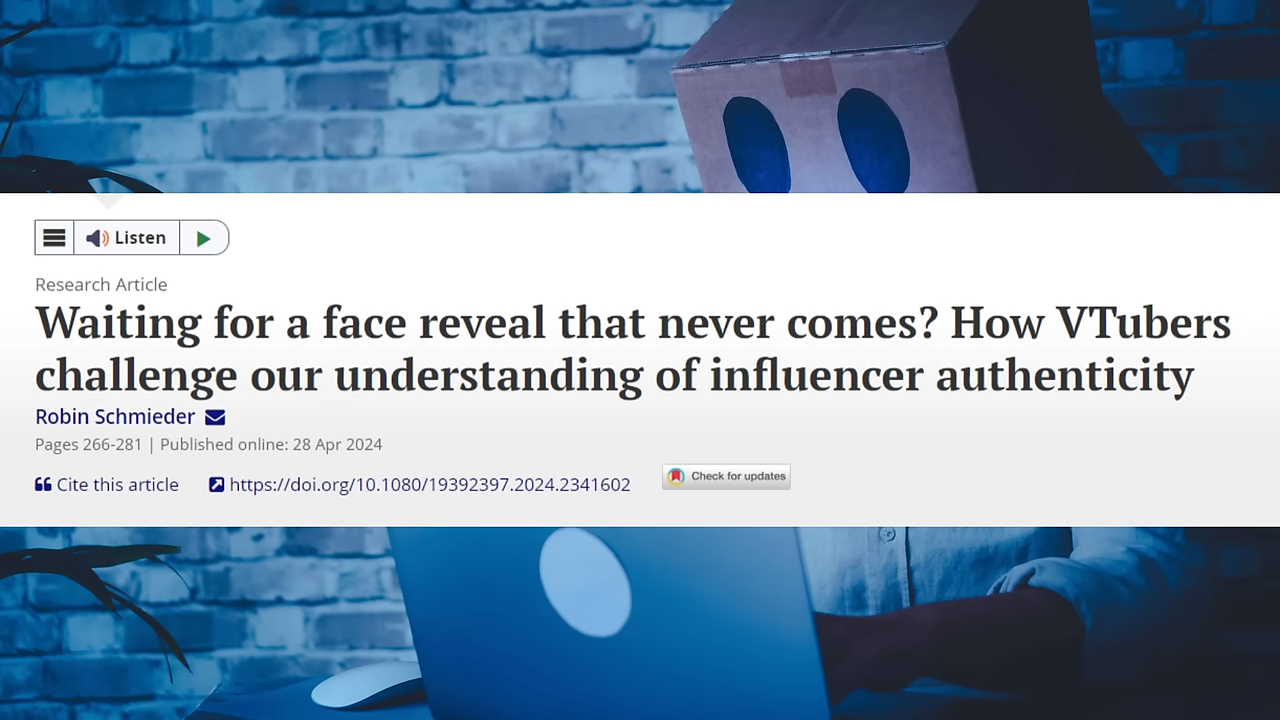 Listen
Research Article
Waiting for a face reveal that never comes? How VTubers
challenge our understanding of influencer authenticity
Robin Schmieder
Pages 266-281 | Published online: 28 Apr 2024
Cite this article https://doi.org/10.1080/19392397.2024.2341602 Check for updates